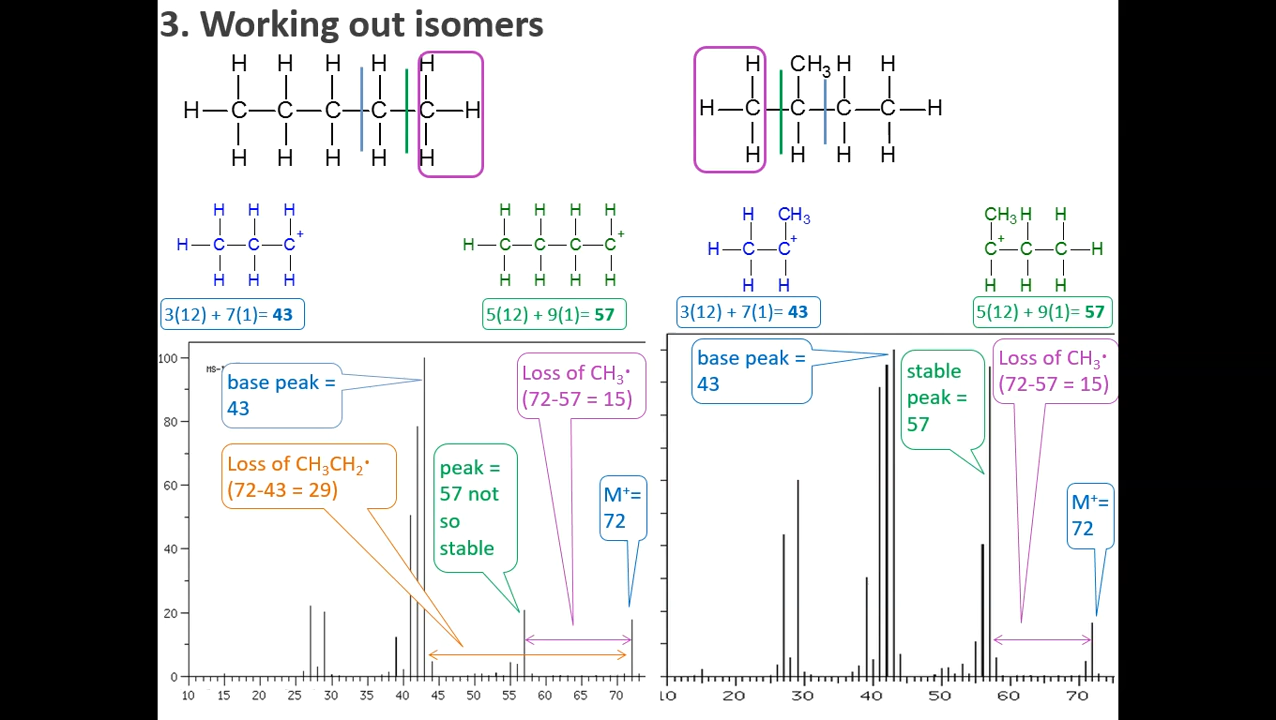 3. Working out isomers
H H H H H
H C C C C C H
H H H H H
H CH3 H H
H C C C C H
H H H H
H H H
H C C C+
H H H
H H H H
H C C C C+
H H H H
H CH3
H C C+
H H
CH3 H H
C+ C C H
H H H
3(12) + 7(1)= 43
5(12) + 9(1)= 57
3(12) + 7(1)= 43
5(12) + 9(1)= 57
100
80
60
40
20
0
base peak =
43
Loss of CH3CH2•
(72-43 = 29)
peak =
57 not
so
stable
Loss of CH3•
(72-57 = 15)
M+=
72
10 15 20 25 30 35 40 45 50 55 60 65 70
base peak =
43
stable
peak =
57
Loss of CH3•
(72-57 = 15)
M+=
72
10 20 30 40 50 60 70